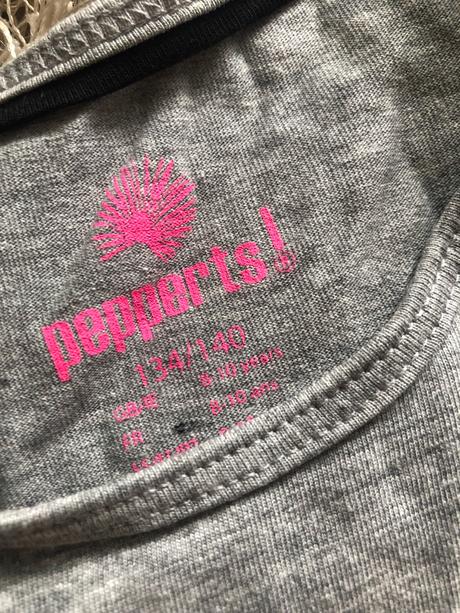 pepperts!®
134/140
GB/IE 8-10 years
FR 8-10 ans